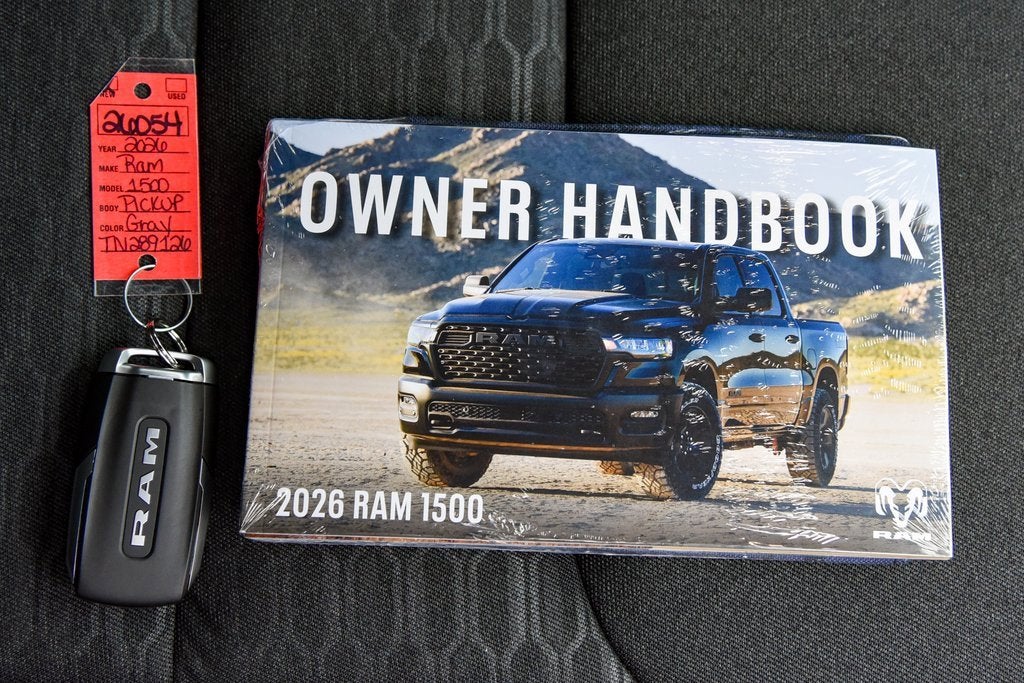 NEW USED
26D54
YEAR 2026
MAKE Ram
MODEL 1500
BODY PICKUP
COLOR Gray
TN289126
RAM
OWNER HANDBOOK
RAM
2026 RAM 1500
RAM